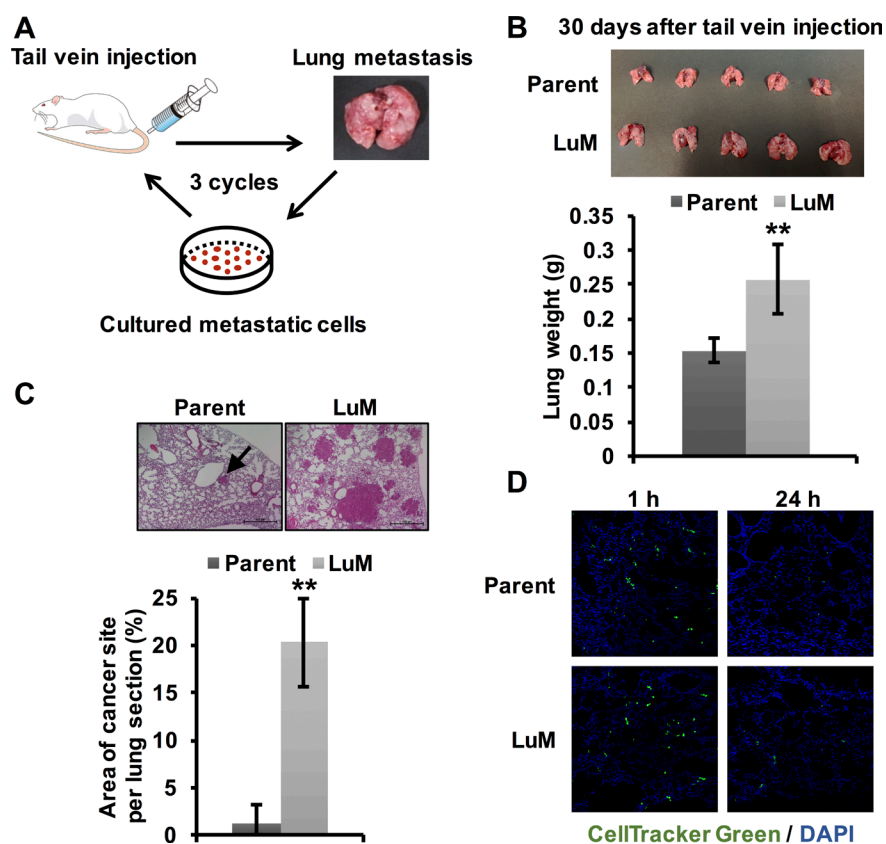 A
Tail vein injection
Lung metastasis
3 cycles
Cultured metastatic cells
B
30 days after tail vein injection
Parent
LuM
Parent LuM
**
Lung weight (g)
0.35
0.3
0.25
0.2
0.15
0.1
0.05
0
C
Parent LuM
Parent LuM
**
Area of cancer site
per lung section (%)
25
20
15
10
5
0
D
1 h 24 h
Parent
LuM
CellTracker Green / DAPI